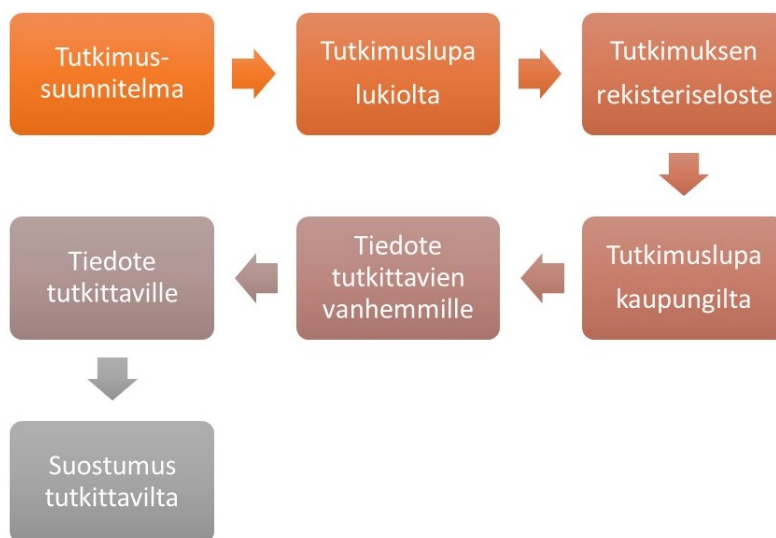 Tutkimus-
suunnitelma
Tutkimuslupa
lukiolta
Tutkimuksen
rekisteriseloste
Tutkimuslupa
kaupungilta
Tiedote
tutkittavien
vanhemmille
Tiedote
tutkittaville
Suostumus
tutkittavilta